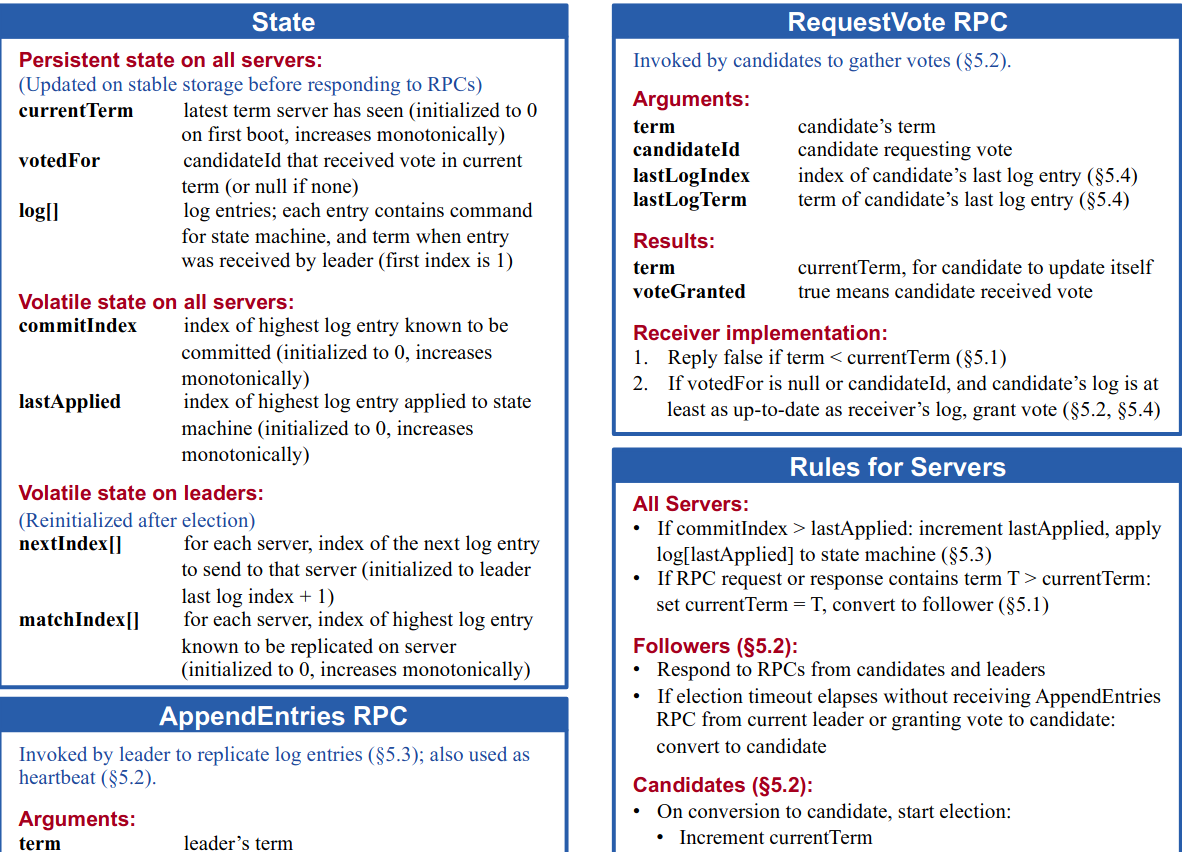 State
Persistent state on all servers:
(Updated on stable storage before responding to RPCs)
currentTerm latest term server has seen (initialized to 0
on first boot, increases monotonically)
votedFor candidateId that received vote in current
term (or null if none)
log[] log entries; each entry contains command
for state machine, and term when entry
was received by leader (first index is 1)
Volatile state on all servers:
commitIndex index of highest log entry known to be
committed (initialized to 0, increases
monotonically)
lastApplied index of highest log entry applied to state
machine (initialized to 0, increases
monotonically)
Volatile state on leaders:
(Reinitialized after election)
nextIndex[] for each server, index of the next log entry
to send to that server (initialized to leader
last log index + 1)
matchIndex[] for each server, index of highest log entry
known to be replicated on server
(initialized to 0, increases monotonically)
AppendEntries RPC
Invoked by leader to replicate log entries (§5.3); also used as
heartbeat (§5.2).
Arguments:
term leader’s term
RequestVote RPC
Invoked by candidates to gather votes (§5.2).
Arguments:
term candidate’s term
candidateId candidate requesting vote
lastLogIndex index of candidate’s last log entry (§5.4)
lastLogTerm term of candidate’s last log entry (§5.4)
Results:
term currentTerm, for candidate to update itself
voteGranted true means candidate received vote
Receiver implementation:
1. Reply false if term < currentTerm (§5.1)
2. If votedFor is null or candidateId, and candidate’s log is at
least as up-to-date as receiver’s log, grant vote (§5.2, §5.4)
Rules for Servers
All Servers:
• If commitIndex > lastApplied: increment lastApplied, apply
log[lastApplied] to state machine (§5.3)
• If RPC request or response contains term T > currentTerm:
set currentTerm = T, convert to follower (§5.1)
Followers (§5.2):
• Respond to RPCs from candidates and leaders
• If election timeout elapses without receiving AppendEntries
RPC from current leader or granting vote to candidate:
convert to candidate
Candidates (§5.2):
• On conversion to candidate, start election:
• Increment currentTerm